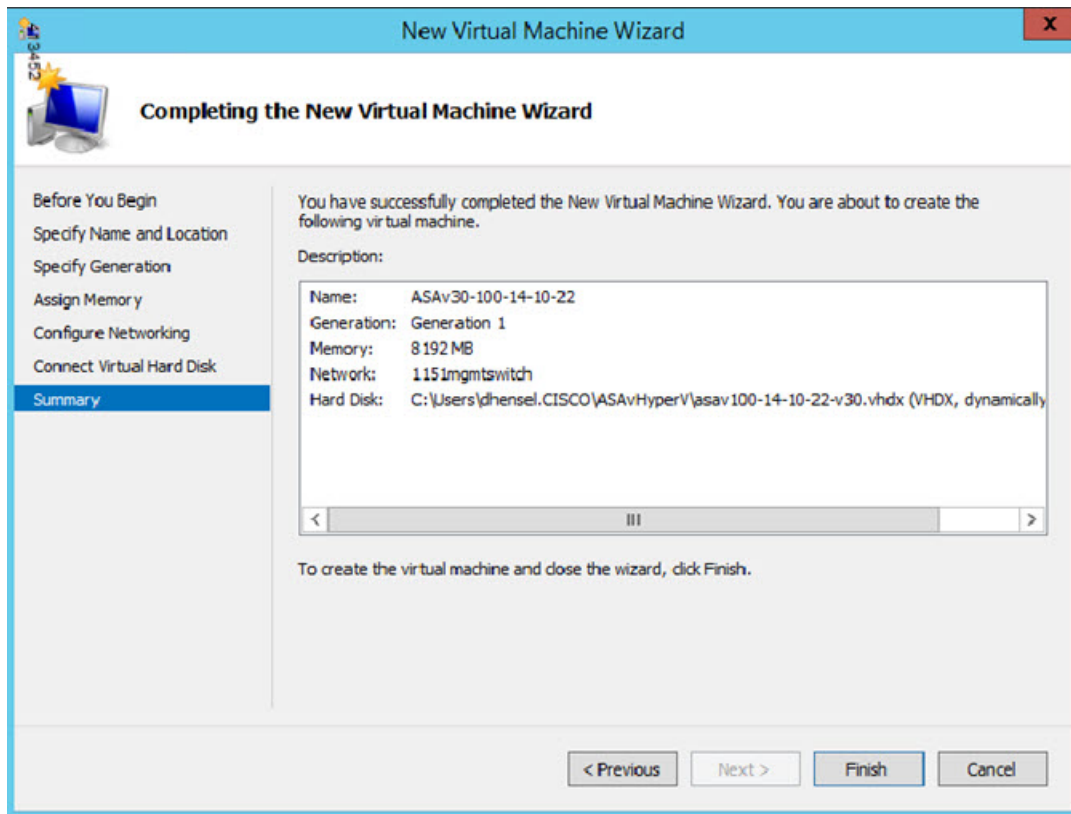 New Virtual Machine Wizard
x
413452
Completing the New Virtual Machine Wizard
Before You Begin
Specify Name and Location
Specify Generation
Assign Memory
Configure Networking
Connect Virtual Hard Disk
Summary
You have successfully completed the New Virtual Machine Wizard. You are about to create the
following virtual machine.
Description:
Name: ASAv30-100-14-10-22
Generation: Generation 1
Memory: 8192 MB
Network: 1151mgmtswitch
Hard Disk: C:\Users\dhensel.CISCO\ASAvHyperV\asav100-14-10-22-v30.vhdx (VHDX, dynamically
To create the virtual machine and close the wizard, click Finish.
< Previous
Next >
Finish
Cancel